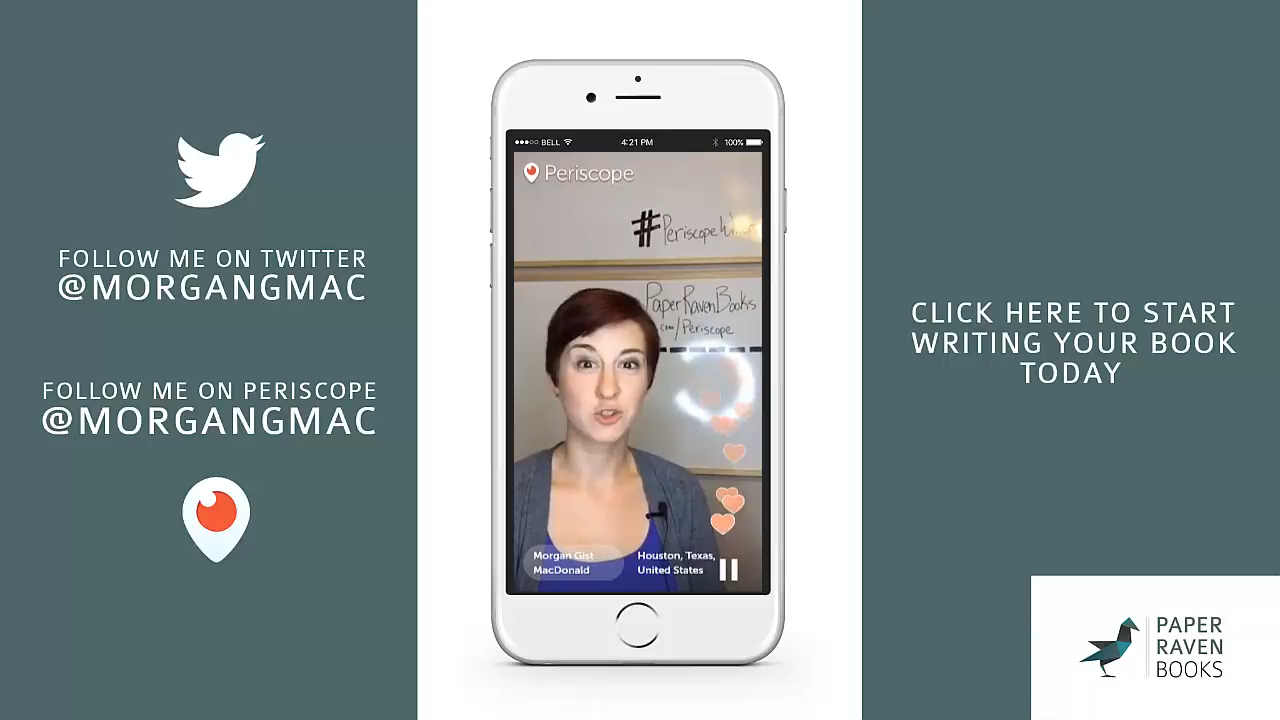 FOLLOW ME ON TWITTER
@MORGANGMAC
FOLLOW ME ON PERISCOPE
@MORGANGMAC
BELL
4:21 PM
100%
Periscope
#PeriscopeWriter
PaperRavenBooks
.com/Periscope
Morgan Gist
MacDonald
Houston, Texas,
United States
CLICK HERE TO START
WRITING YOUR BOOK
TODAY
PAPER
RAVEN
BOOKS